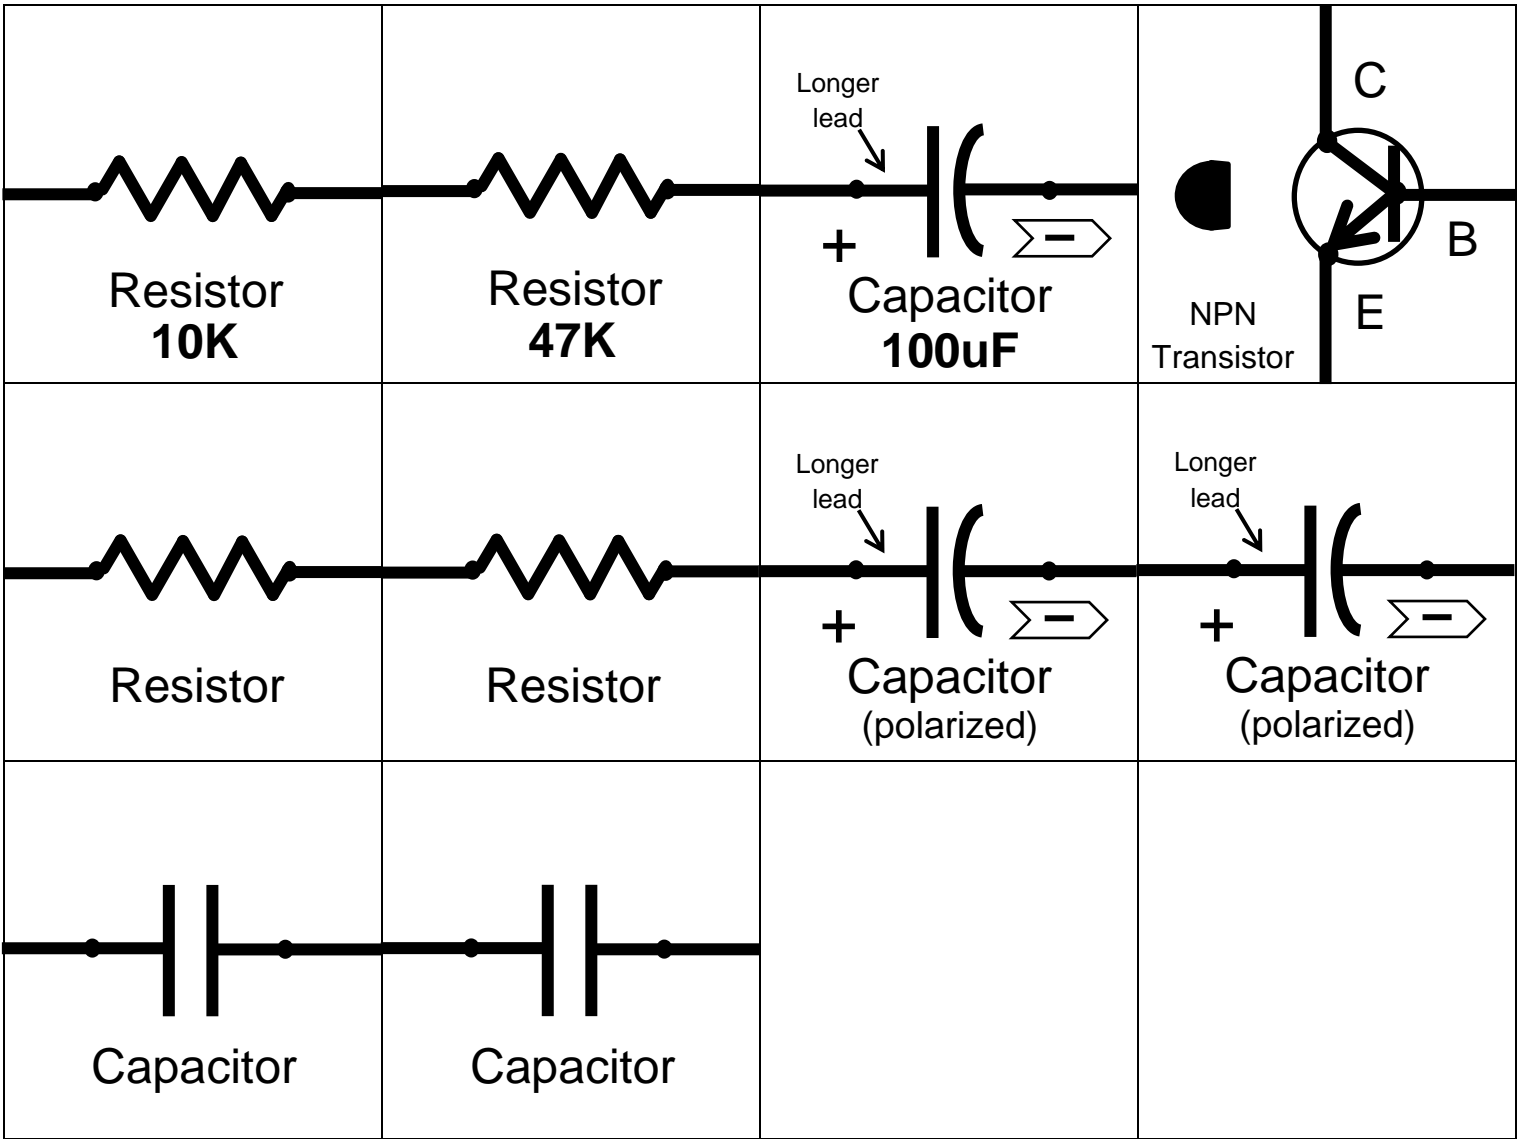 Resistor
10K
Resistor
47K
Longer
lead
+
−
Capacitor
100uF
C
B
E
NPN
Transistor
Resistor
Resistor
Longer
lead
+
−
Capacitor
(polarized)
Longer
lead
+
−
Capacitor
(polarized)
Capacitor
Capacitor